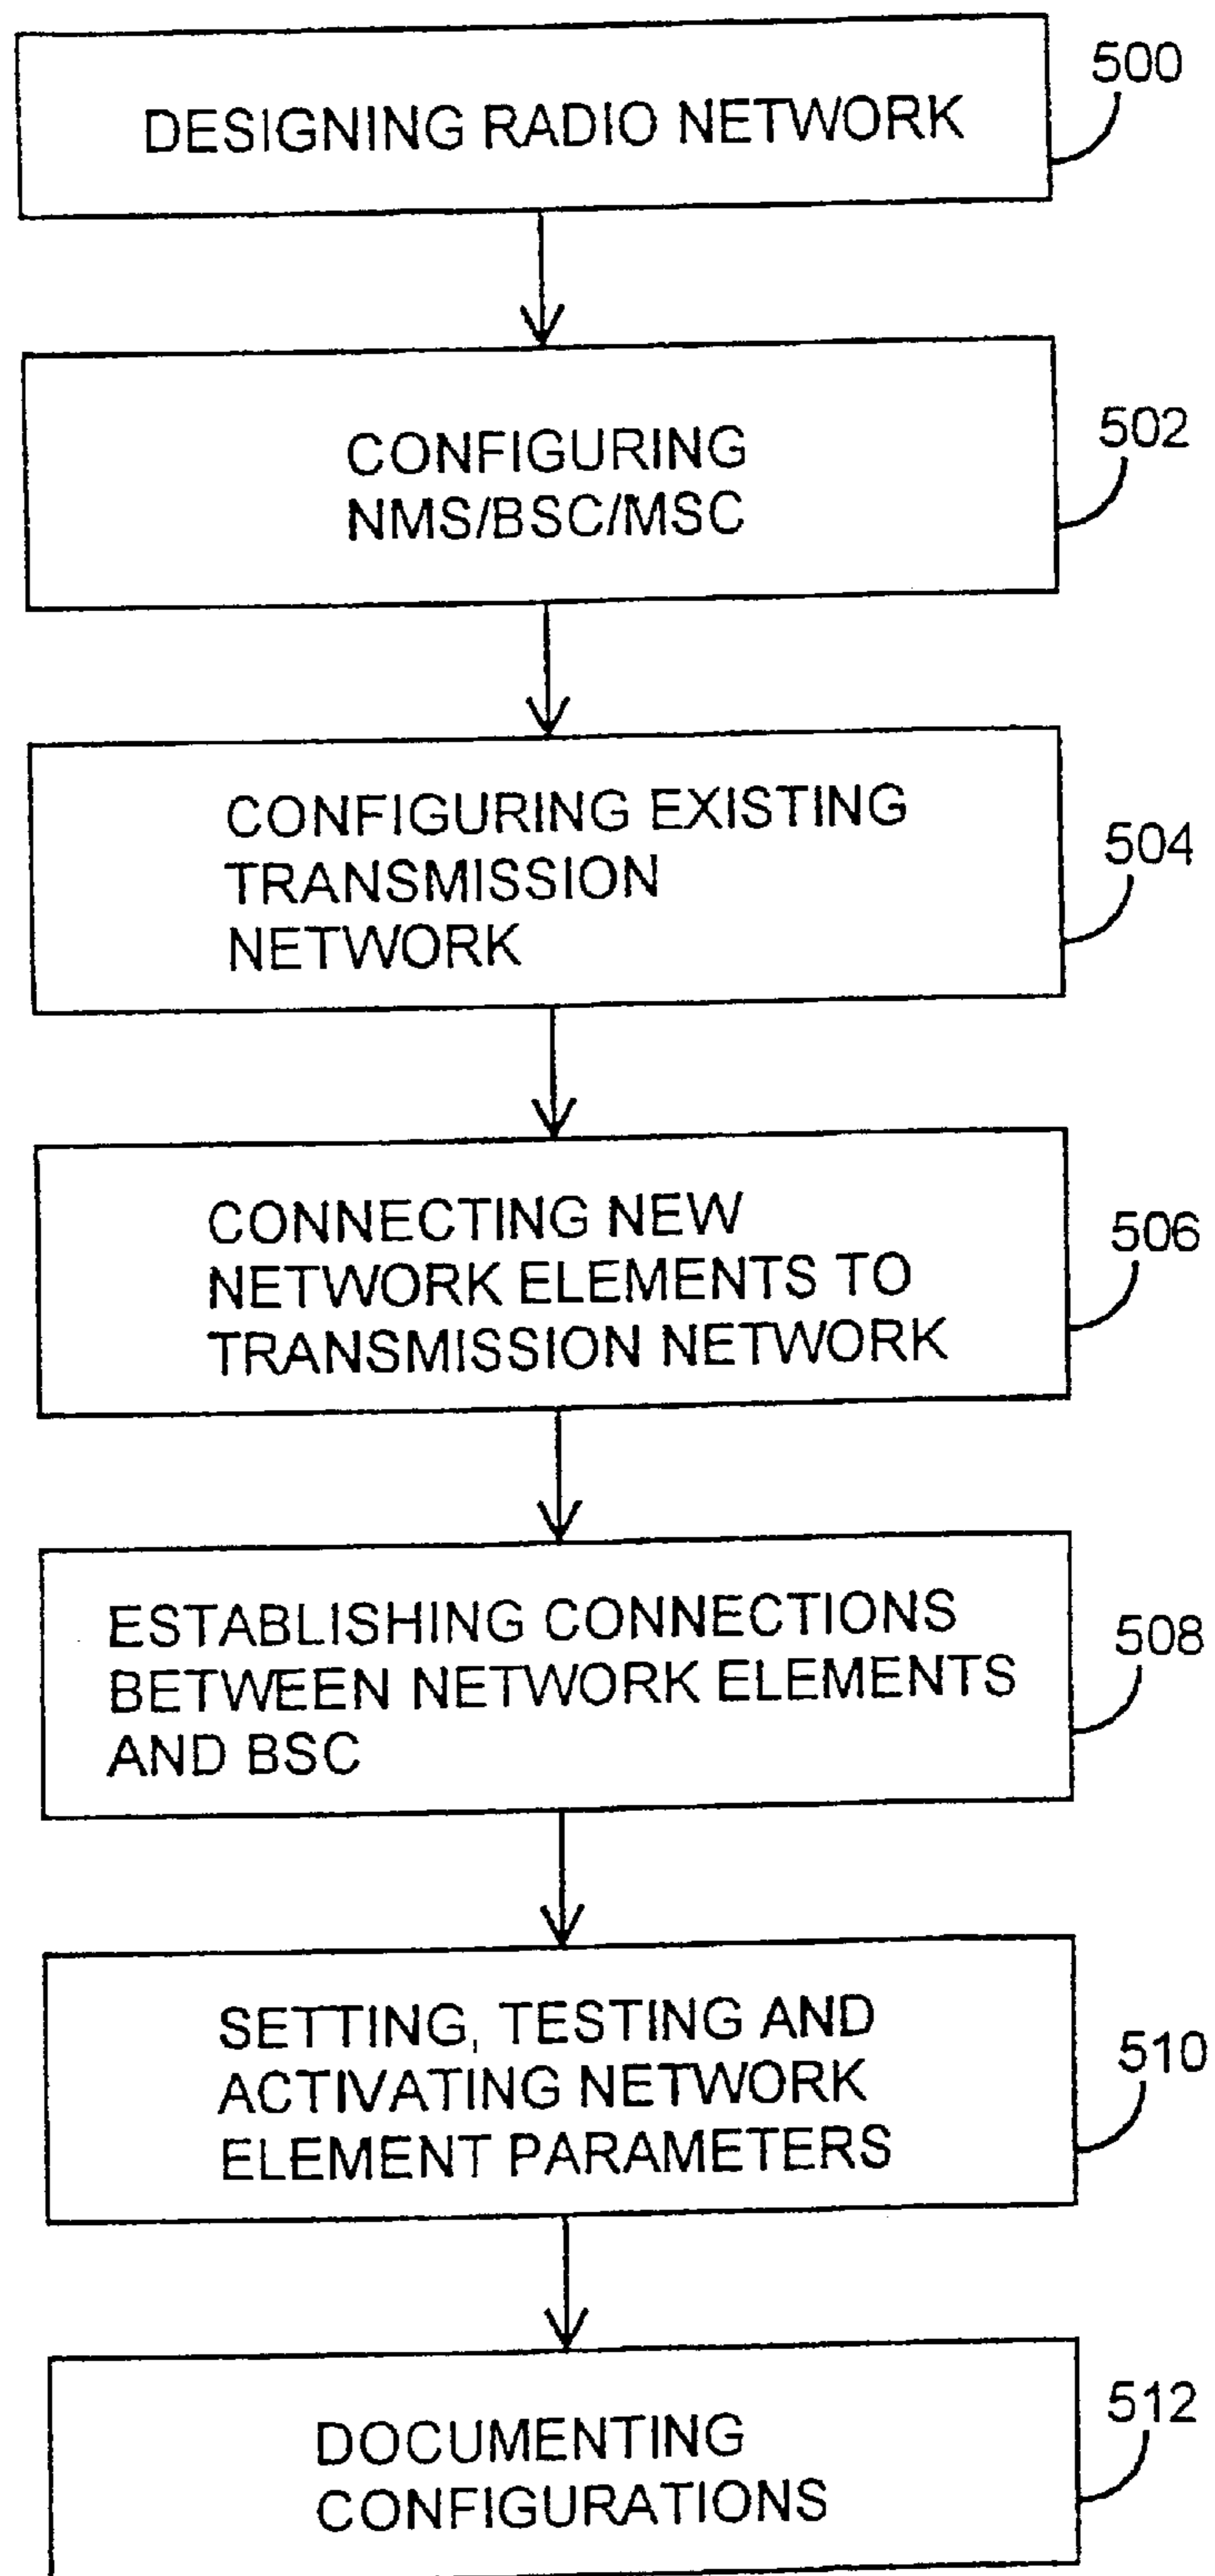 DESIGNING RADIO NETWORK
500
CONFIGURING
NMS/BSC/MSC
502
CONFIGURING EXISTING
TRANSMISSION
NETWORK
504
CONNECTING NEW
NETWORK ELEMENTS TO
TRANSMISSION NETWORK
506
ESTABLISHING CONNECTIONS
BETWEEN NETWORK ELEMENTS
AND BSC
508
SETTING, TESTING AND
ACTIVATING NETWORK
ELEMENT PARAMETERS
510
DOCUMENTING
CONFIGURATIONS
512